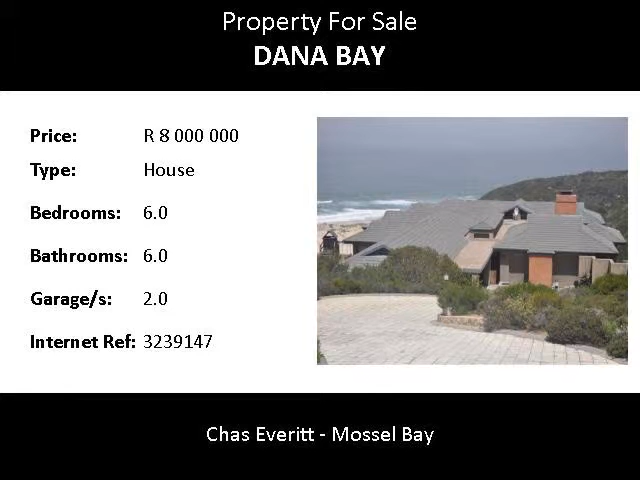 Property For Sale
DANA BAY
Price: R 8 000 000
Type: House
Bedrooms: 6.0
Bathrooms: 6.0
Garage/s: 2.0
Internet Ref: 3239147
Chas Everitt - Mossel Bay